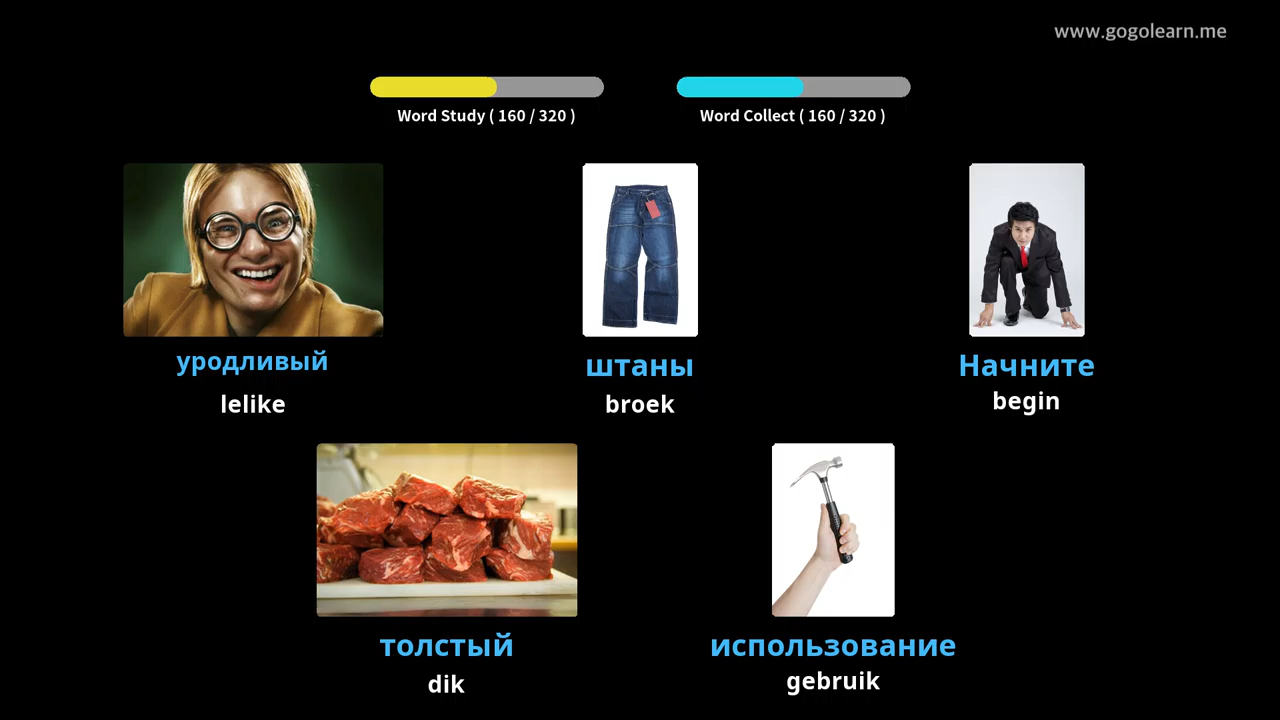 www.gogolearn.me
Word Study ( 160 / 320 )
Word Collect ( 160 / 320 )
уродливый
lelike
штаны
broek
Начните
begin
толстый
dik
использование
gebruik